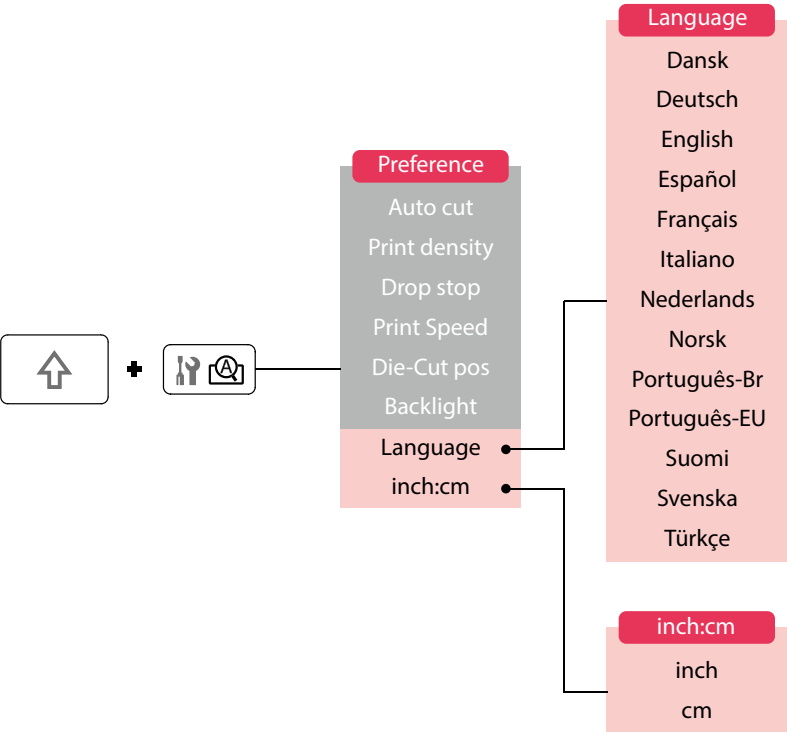 Preference
Auto cut
Print density
Drop stop
Print Speed
Die-Cut pos
Backlight
Language
inch:cm
Language
Dansk
Deutsch
English
Español
Français
Italiano
Nederlands
Norsk
Português-Br
Português-EU
Suomi
Svenska
Türkçe
inch:cm
inch
cm
A